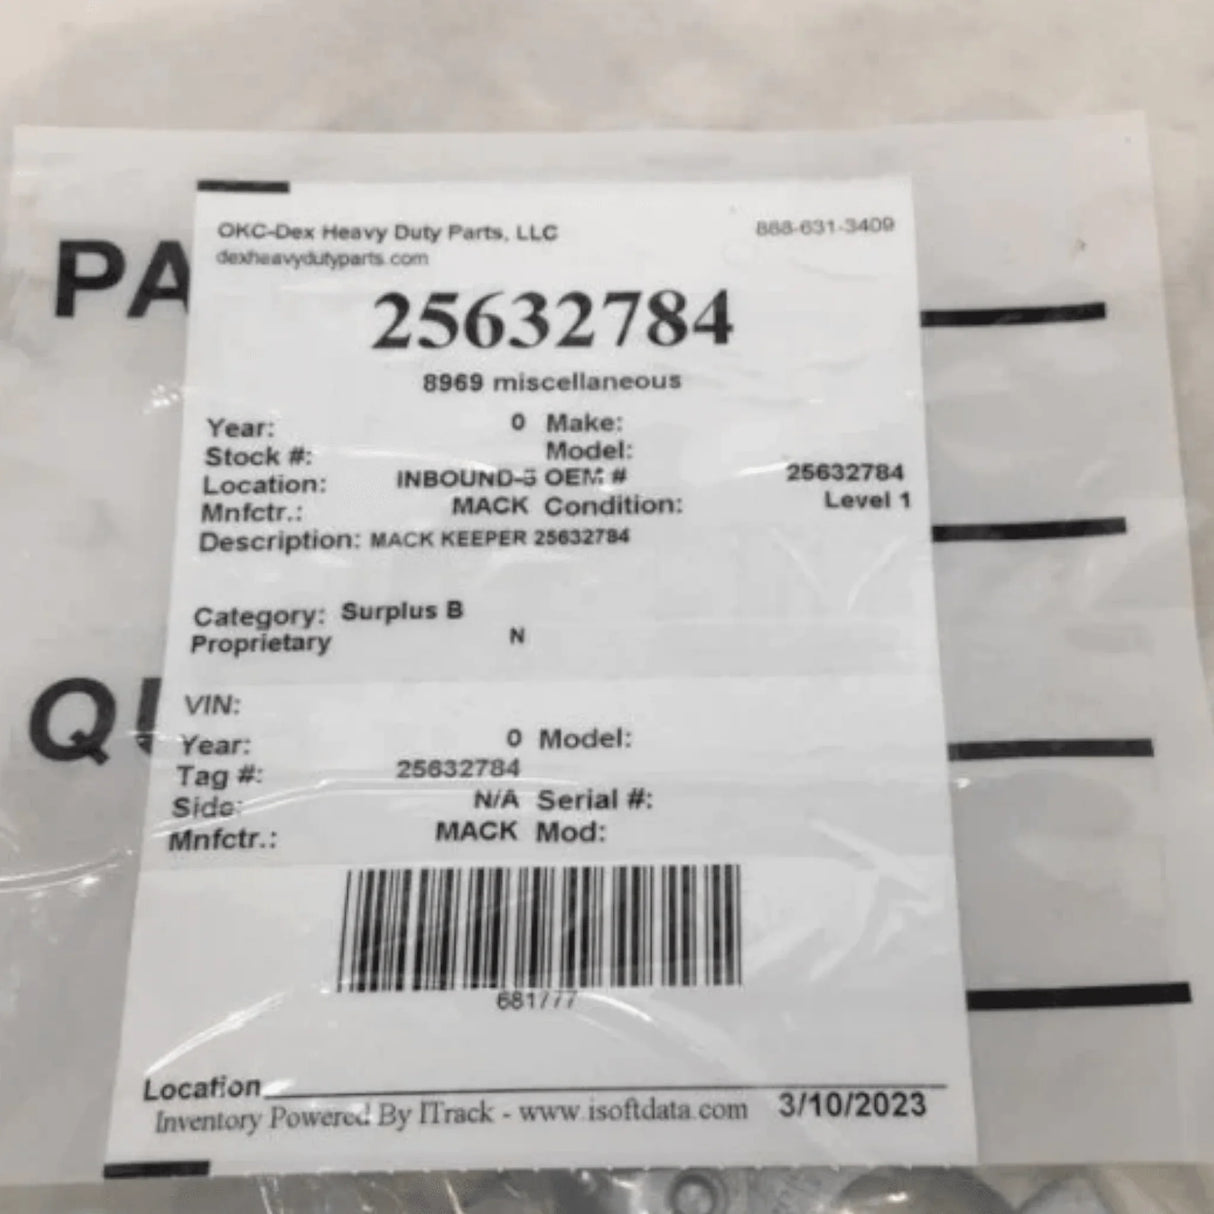 OKC-Dex Heavy Duty Parts, LLC 888-631-3409
dexheavydutyparts.com
PA
25632784
8969 miscellaneous
Year: 0 Make:
Stock #: Model:
Location: INBOUND-5 OEM # 25632784
Mnfctr.: MACK Condition: Level 1
Description: MACK KEEPER 25632784
Category: Surplus B
Proprietary N
QU
VIN:
Year: 0 Model:
Tag #: 25632784
Side: N/A Serial #:
Mnfctr.: MACK Mod:
681777
Location
Inventory Powered By ITrack - www.isoftdata.com 3/10/2023